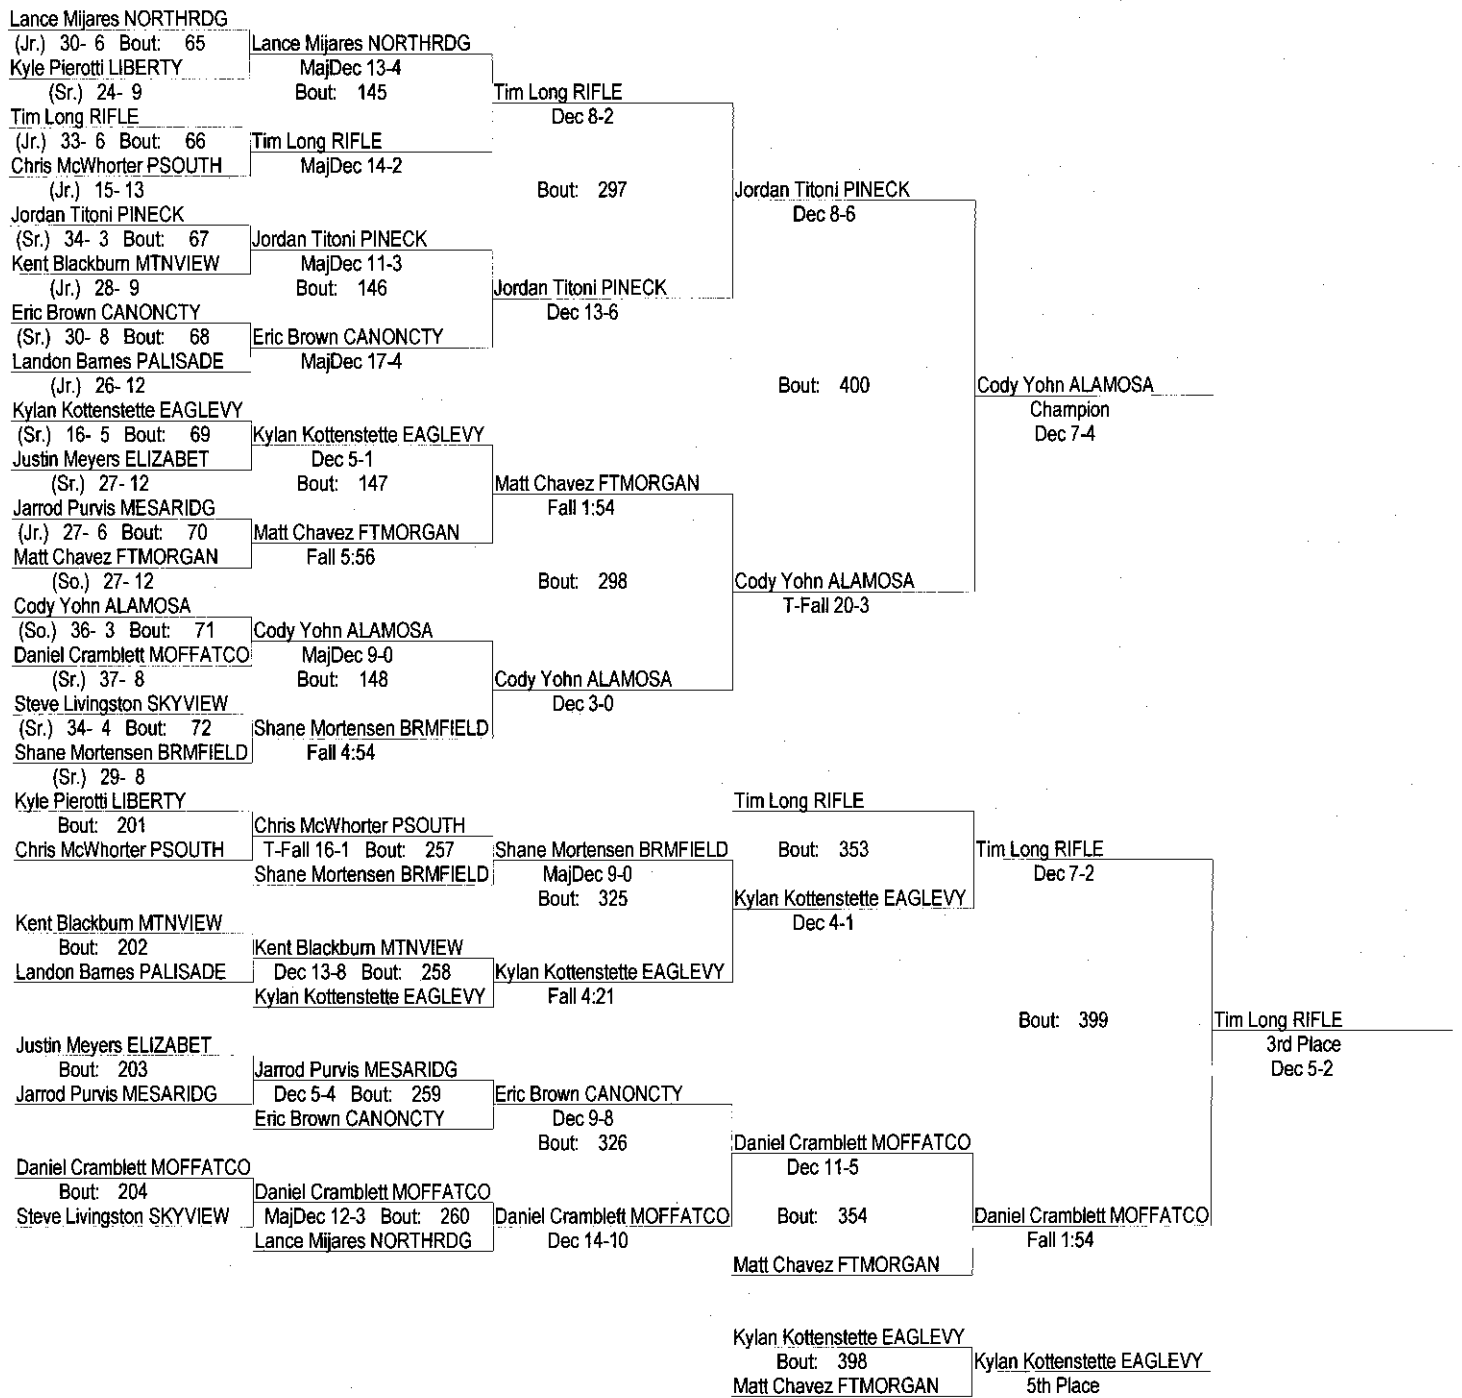 Lance Mijares NORTHRDG
(Jr.) 30- 6 Bout: 65
Kyle Pierotti LIBERTY
(Sr.) 24- 9
Tim Long RIFLE
(Jr.) 33- 6 Bout: 66
Chris McWhorter PSOUTH
(Jr.) 15- 13
Jordan Titoni PINECK
(Sr.) 34- 3 Bout: 67
Kent Blackburn MTNVIEW
(Jr.) 28- 9
Eric Brown CANONCTY
(Sr.) 30- 8 Bout: 68
Landon Barnes PALISADE
(Jr.) 26- 12
Kylan Kottenstette EAGLEVY
(Sr.) 16- 5 Bout: 69
Justin Meyers ELIZABET
(Sr.) 27- 12
Jarrod Purvis MESARIDG
(Jr.) 27- 6 Bout: 70
Matt Chavez FTMORGAN
(So.) 27- 12
Cody Yohn ALAMOSA
(So.) 36- 3 Bout: 71
Daniel Cramblett MOFFATCO
(Sr.) 37- 8
Steve Livingston SKYVIEW
(Sr.) 34- 4 Bout: 72
Shane Mortensen BRMFIELD
(Sr.) 29- 8
Lance Mijares NORTHRDG
MajDec 13-4
Bout: 145
Tim Long RIFLE
MajDec 14-2
Jordan Titoni PINECK
MajDec 11-3
Bout: 146
Eric Brown CANONCTY
MajDec 17-4
Kylan Kottenstette EAGLEVY
Dec 5-1
Bout: 147
Matt Chavez FTMORGAN
Fall 5:56
Cody Yohn ALAMOSA
MajDec 9-0
Bout: 148
Shane Mortensen BRMFIELD
Fall 4:54
Tim Long RIFLE
Dec 8-2
Bout: 297
Jordan Titoni PINECK
Dec 13-6
Matt Chavez FTMORGAN
Fall 1:54
Bout: 298
Cody Yohn ALAMOSA
Dec 3-0
Jordan Titoni PINECK
Dec 8-6
Bout: 400
Cody Yohn ALAMOSA
T-Fall 20-3
Cody Yohn ALAMOSA
Champion
Dec 7-4
Kyle Pierotti LIBERTY
Bout: 201
Chris McWhorter PSOUTH
Kent Blackburn MTNVIEW
Bout: 202
Landon Barnes PALISADE
Justin Meyers ELIZABET
Bout: 203
Jarrod Purvis MESARIDG
Daniel Cramblett MOFFATCO
Bout: 204
Steve Livingston SKYVIEW
Chris McWhorter PSOUTH
T-Fall 16-1 Bout: 257
Shane Mortensen BRMFIELD
Kent Blackburn MTNVIEW
Dec 13-8 Bout: 258
Kylan Kottenstette EAGLEVY
Jarrod Purvis MESARIDG
Dec 5-4 Bout: 259
Eric Brown CANONCTY
Daniel Cramblett MOFFATCO
MajDec 12-3 Bout: 260
Lance Mijares NORTHRDG
Shane Mortensen BRMFIELD
MajDec 9-0
Bout: 325
Kylan Kottenstette EAGLEVY
Fall 4:21
Eric Brown CANONCTY
Dec 9-8
Bout: 326
Daniel Cramblett MOFFATCO
Dec 14-10
Tim Long RIFLE
Bout: 353
Kylan Kottenstette EAGLEVY
Dec 4-1
Daniel Cramblett MOFFATCO
Dec 11-5
Bout: 354
Matt Chavez FTMORGAN
Tim Long RIFLE
Dec 7-2
Bout: 399
Daniel Cramblett MOFFATCO
Fall 1:54
Tim Long RIFLE
3rd Place
Dec 5-2
Kylan Kottenstette EAGLEVY
Bout: 398
Matt Chavez FTMORGAN
Kylan Kottenstette EAGLEVY
5th Place